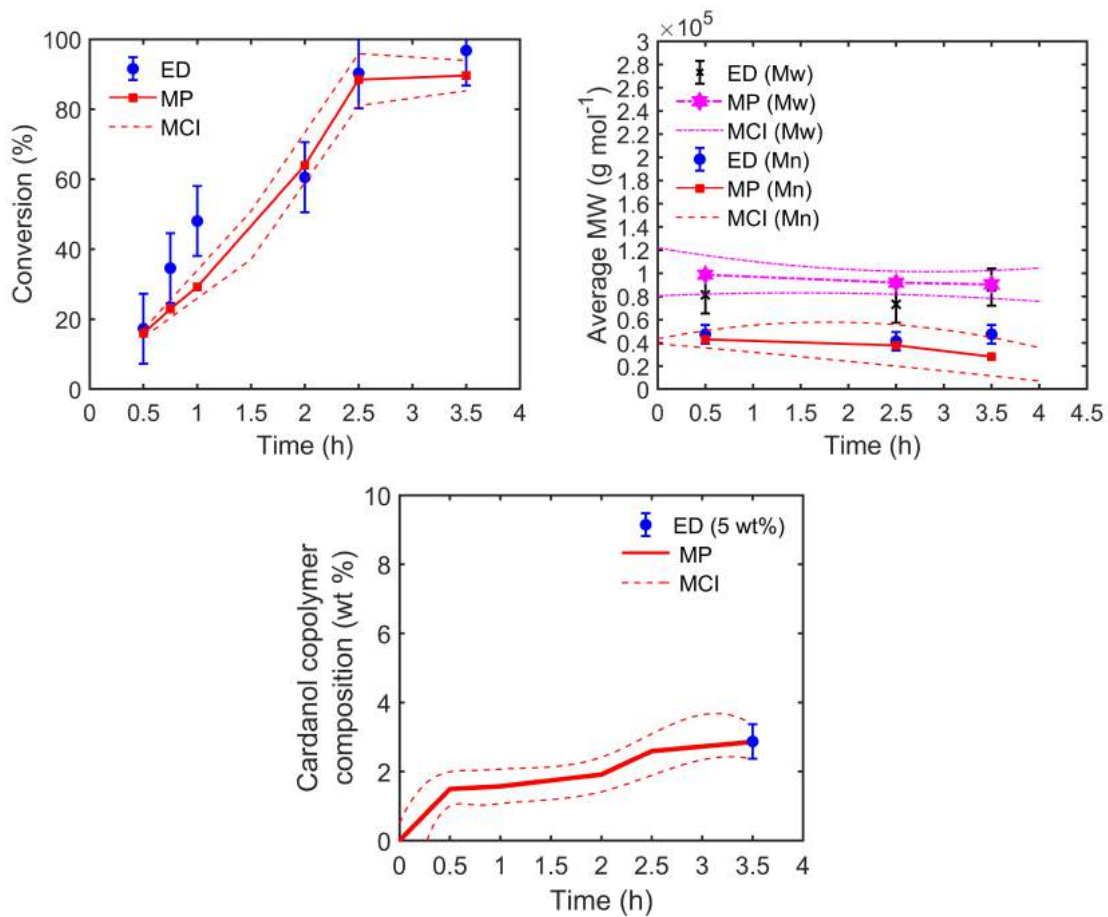 100
80
60
40
20
0
Conversion (%)
ED
MP
MCI
0 0.5 1 1.5 2 2.5 3 3.5 4
Time (h)
×10⁵
3
2.8
2.6
2.4
2.2
2
1.8
1.6
1.4
1.2
1
0.8
0.6
0.4
0.2
0
Average MW (g mol⁻¹)
ED (Mw)
MP (Mw)
MCI (Mw)
ED (Mn)
MP (Mn)
MCI (Mn)
0 0.5 1 1.5 2 2.5 3 3.5 4 4.5
Time (h)
10
8
6
4
2
0
Cardanol copolymer
composition (wt %)
ED (5 wt%)
MP
MCI
0 0.5 1 1.5 2 2.5 3 3.5 4
Time (h)